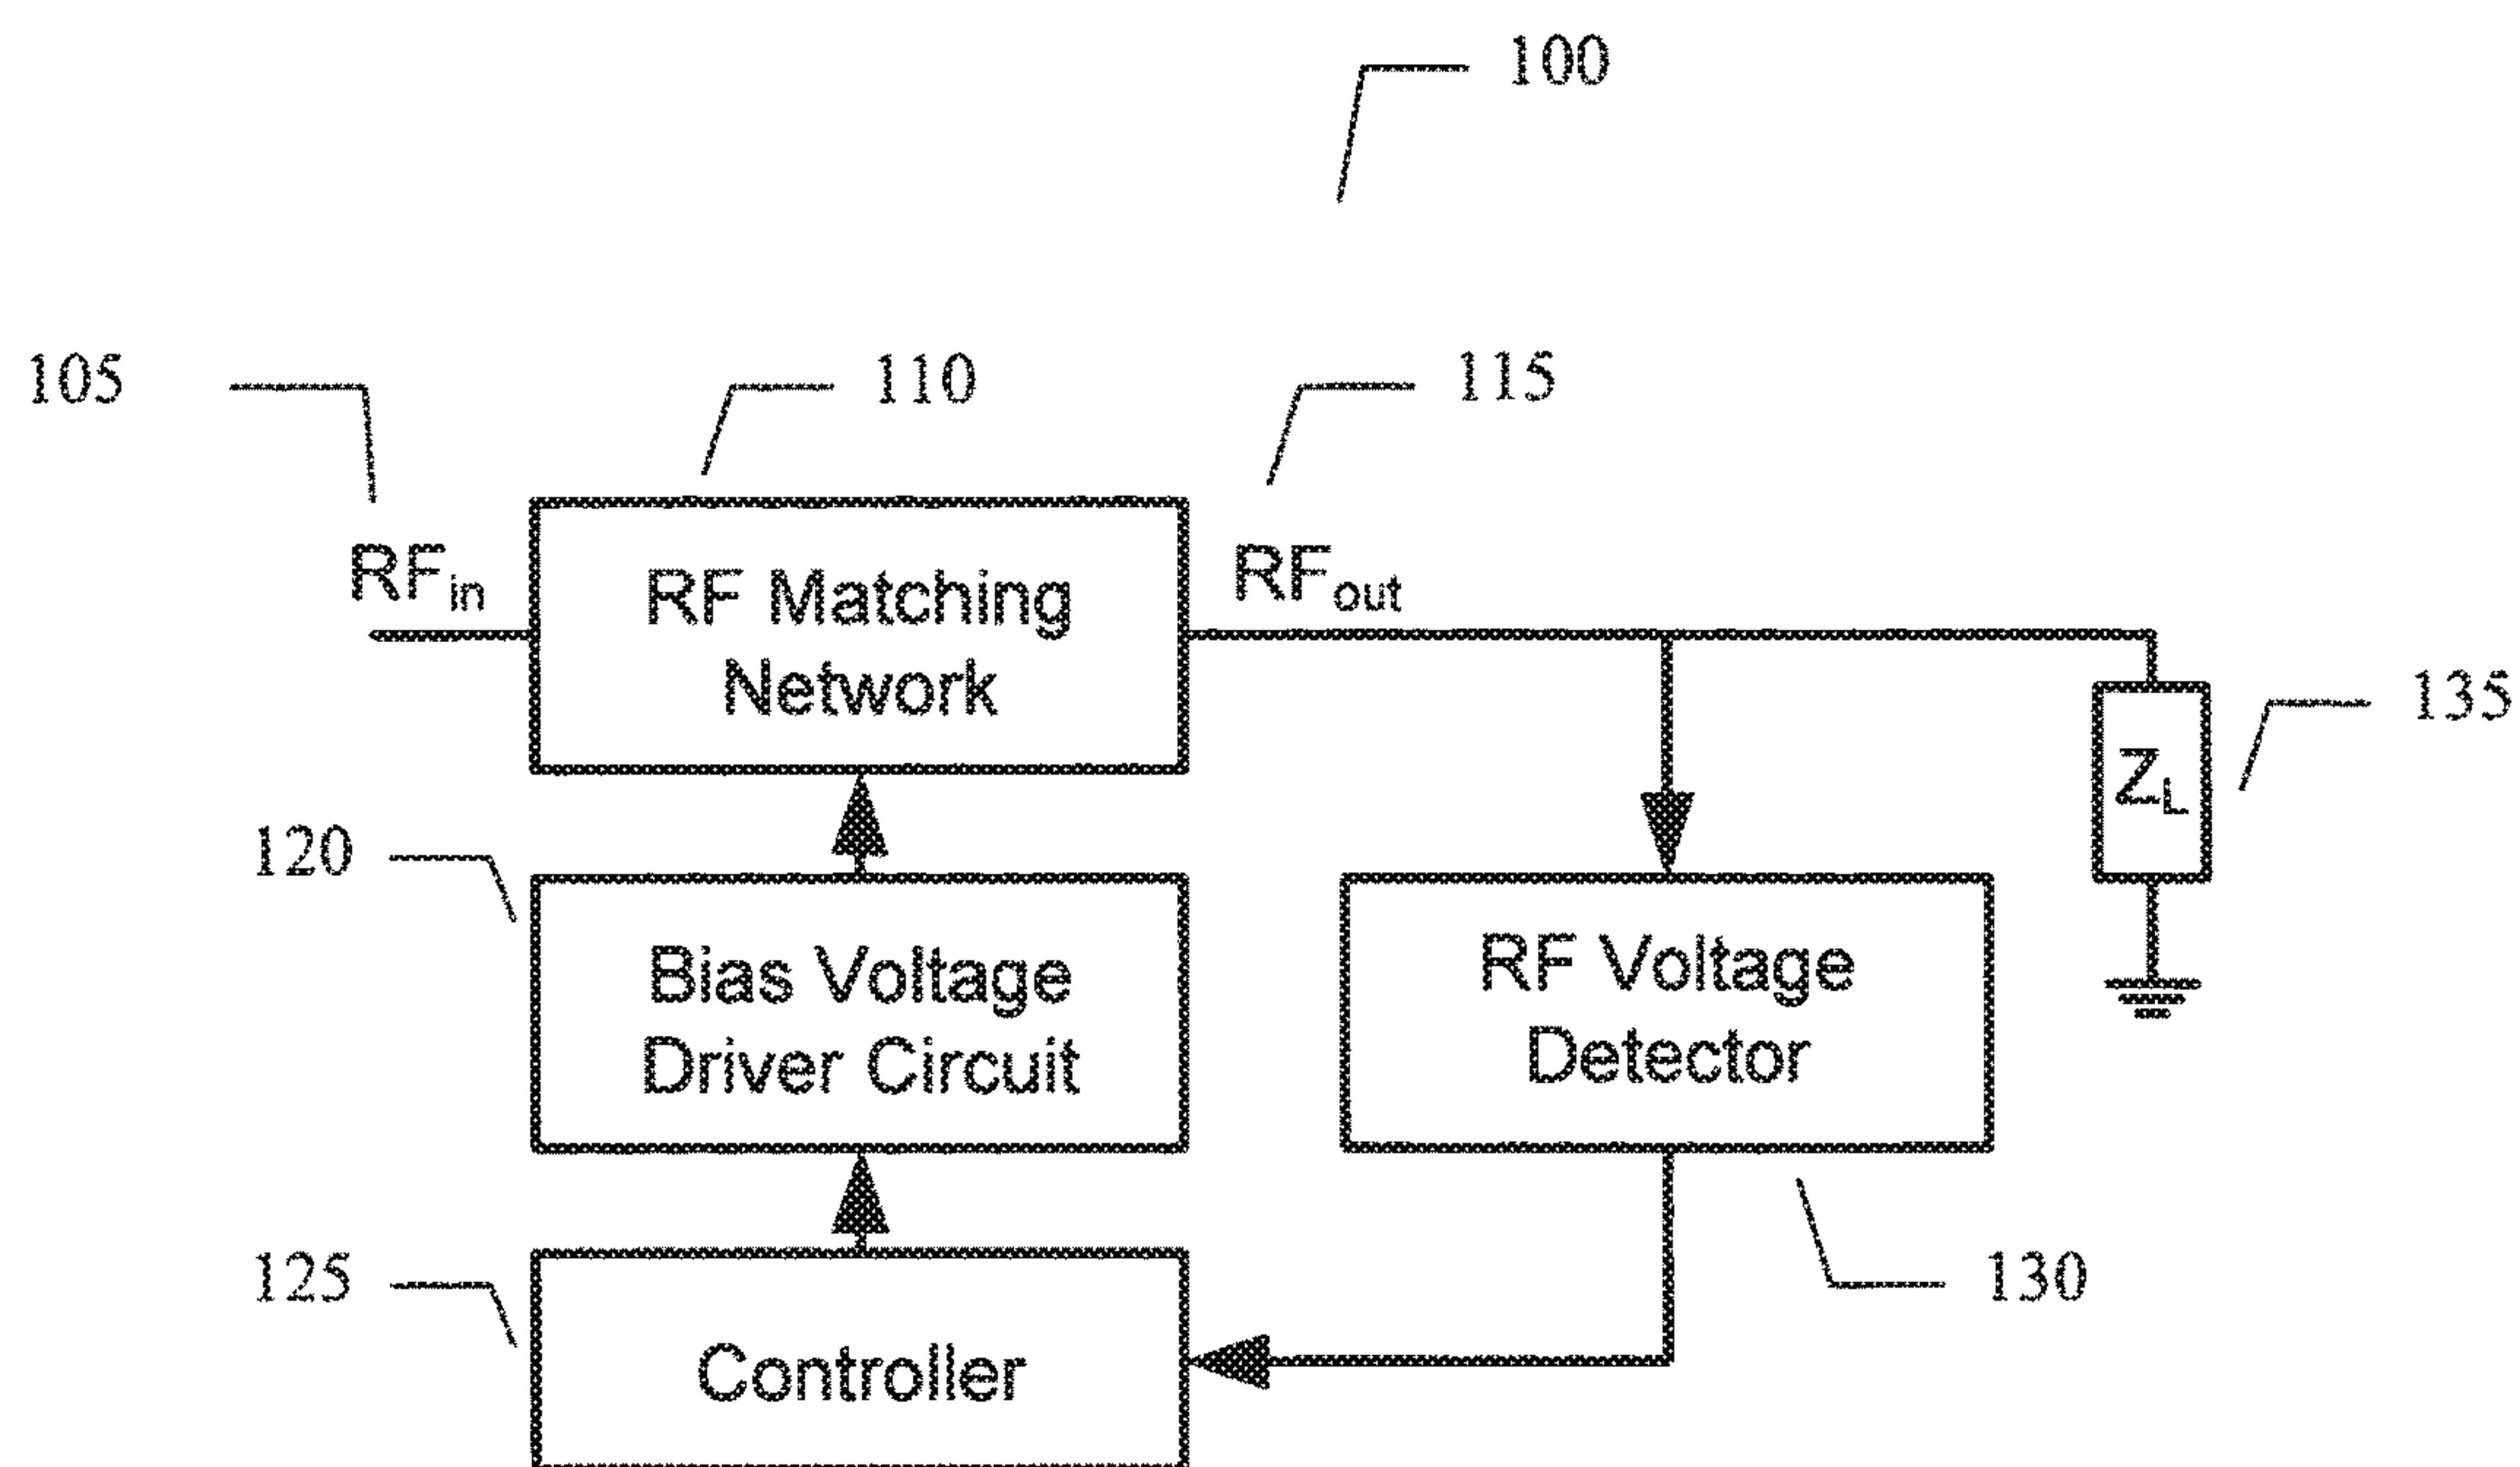 100
105
110
115
RFin
RF Matching
Network
RFout
135
ZL
120
Bias Voltage
Driver Circuit
RF Voltage
Detector
125
130
Controller